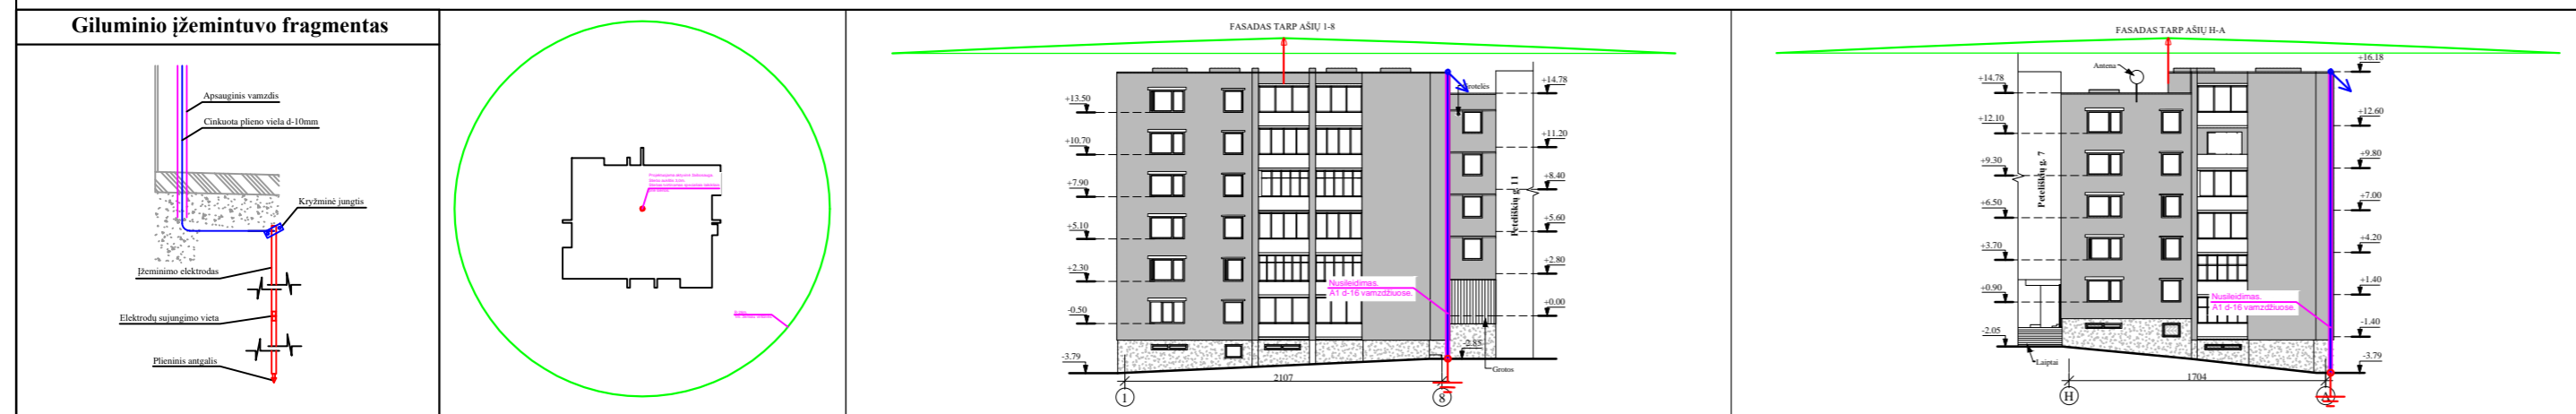 Giluminio įžemintuvo fragmentas
Apsauginis vamzdis
Cinkuota plieno viela d-10mm
Kryžminė jungtis
Įžeminimo elektrodas
Elektrodų sujungimo vieta
Plieninis antgalis
FASADAS TARP AŠIŲ 1-8
+13.50
+10.70
+7.90
+5.10
+2.30
-0.50
-3.79
+14.78
+11.20
+8.40
+5.60
+2.80
+0.00
-2.85
Peteliškių g. 11
Nusileidimas.
A1 d-16 vamzdžiuose.
Grotos
2107
1
8
FASADAS TARP AŠIŲ H-A
Antena
+14.78
+12.10
+9.30
+6.50
+3.70
+0.90
-2.05
Peteliškių g. 7
+16.18
+12.60
+9.80
+7.00
+4.20
+1.40
-1.40
-3.79
Nusileidimas.
A1 d-16 vamzdžiuose.
Laiptai
1704
H
A